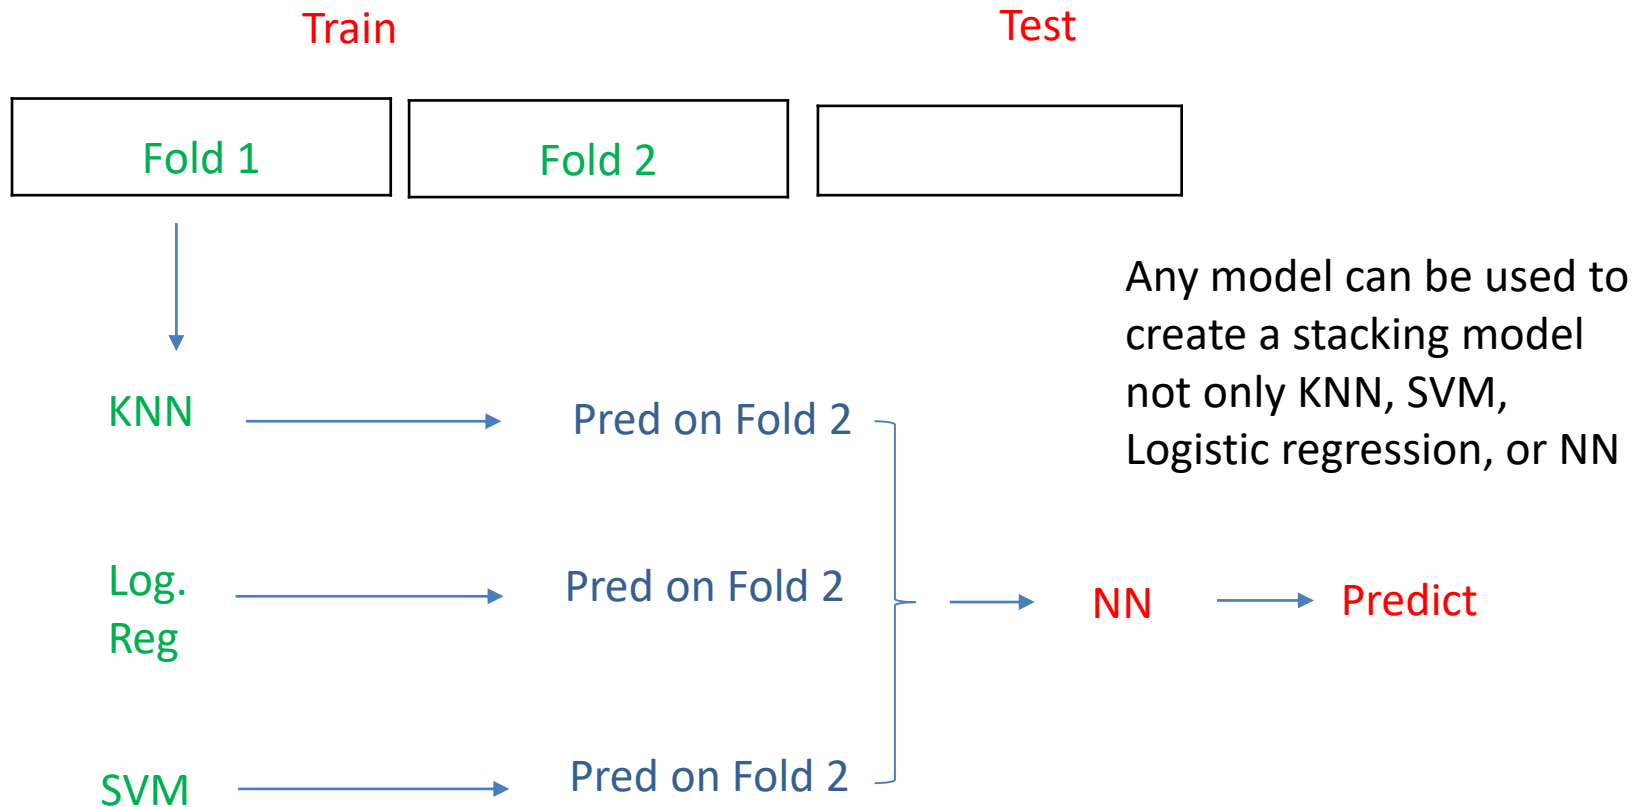 Train
Test
Fold 1
Fold 2
Any model can be used to
create a stacking model
not only KNN, SVM,
Logistic regression, or NN
KNN
Pred on Fold 2
Log.
Reg
Pred on Fold 2
NN
Predict
SVM
Pred on Fold 2